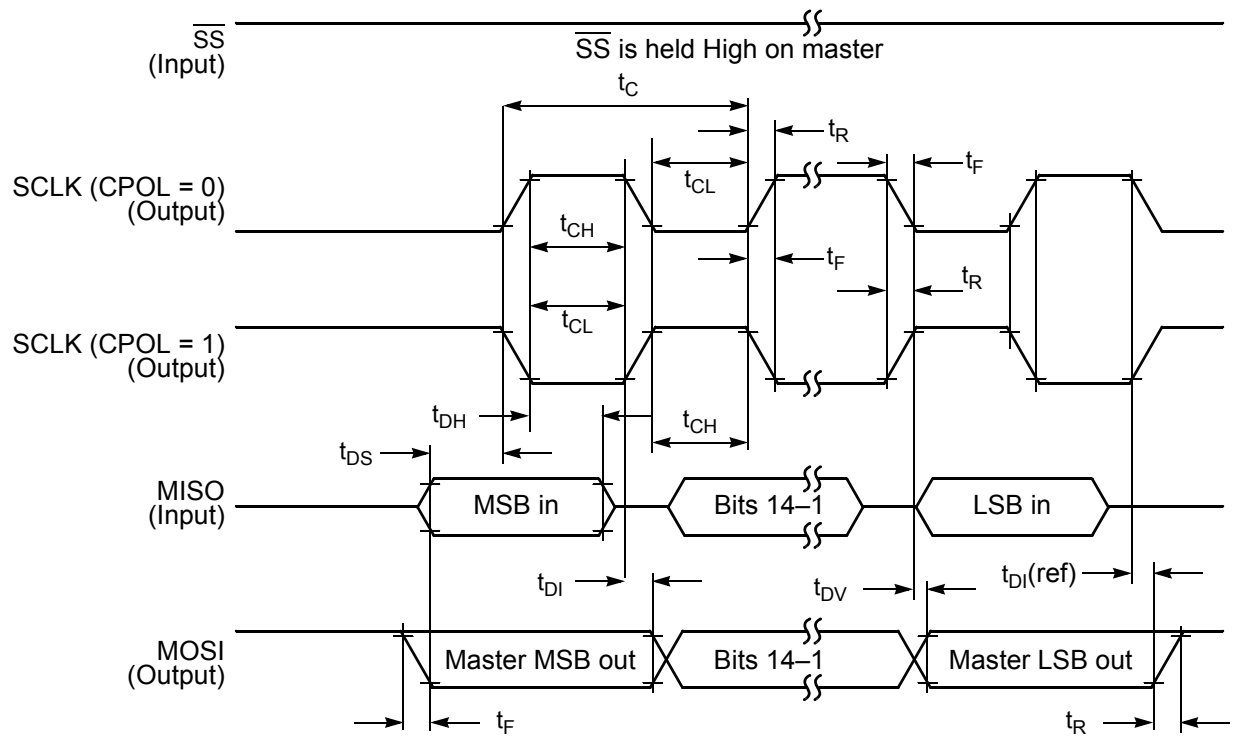 SS
(Input)
SS is held High on master
tC
tR
tF
SCLK (CPOL = 0)
(Output)
tCL
tCH
tF
tR
tCL
SCLK (CPOL = 1)
(Output)
tDH
tCH
tDS
MISO
(Input)
MSB in
Bits 14–1
LSB in
tDI
tDV
tDI(ref)
MOSI
(Output)
Master MSB out
Bits 14–1
Master LSB out
tF
tR